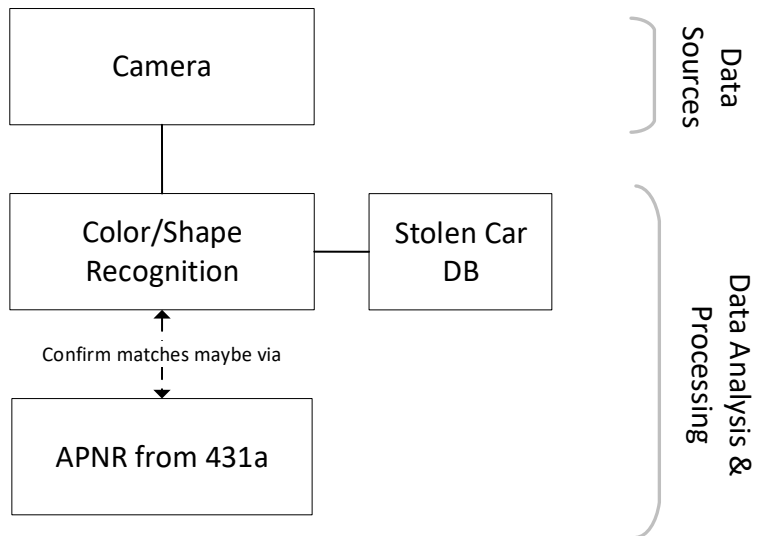 Camera
Data
Sources
Color/Shape
Recognition
Stolen Car
DB
Confirm matches maybe via
APNR from 431a
Data Analysis &
Processing